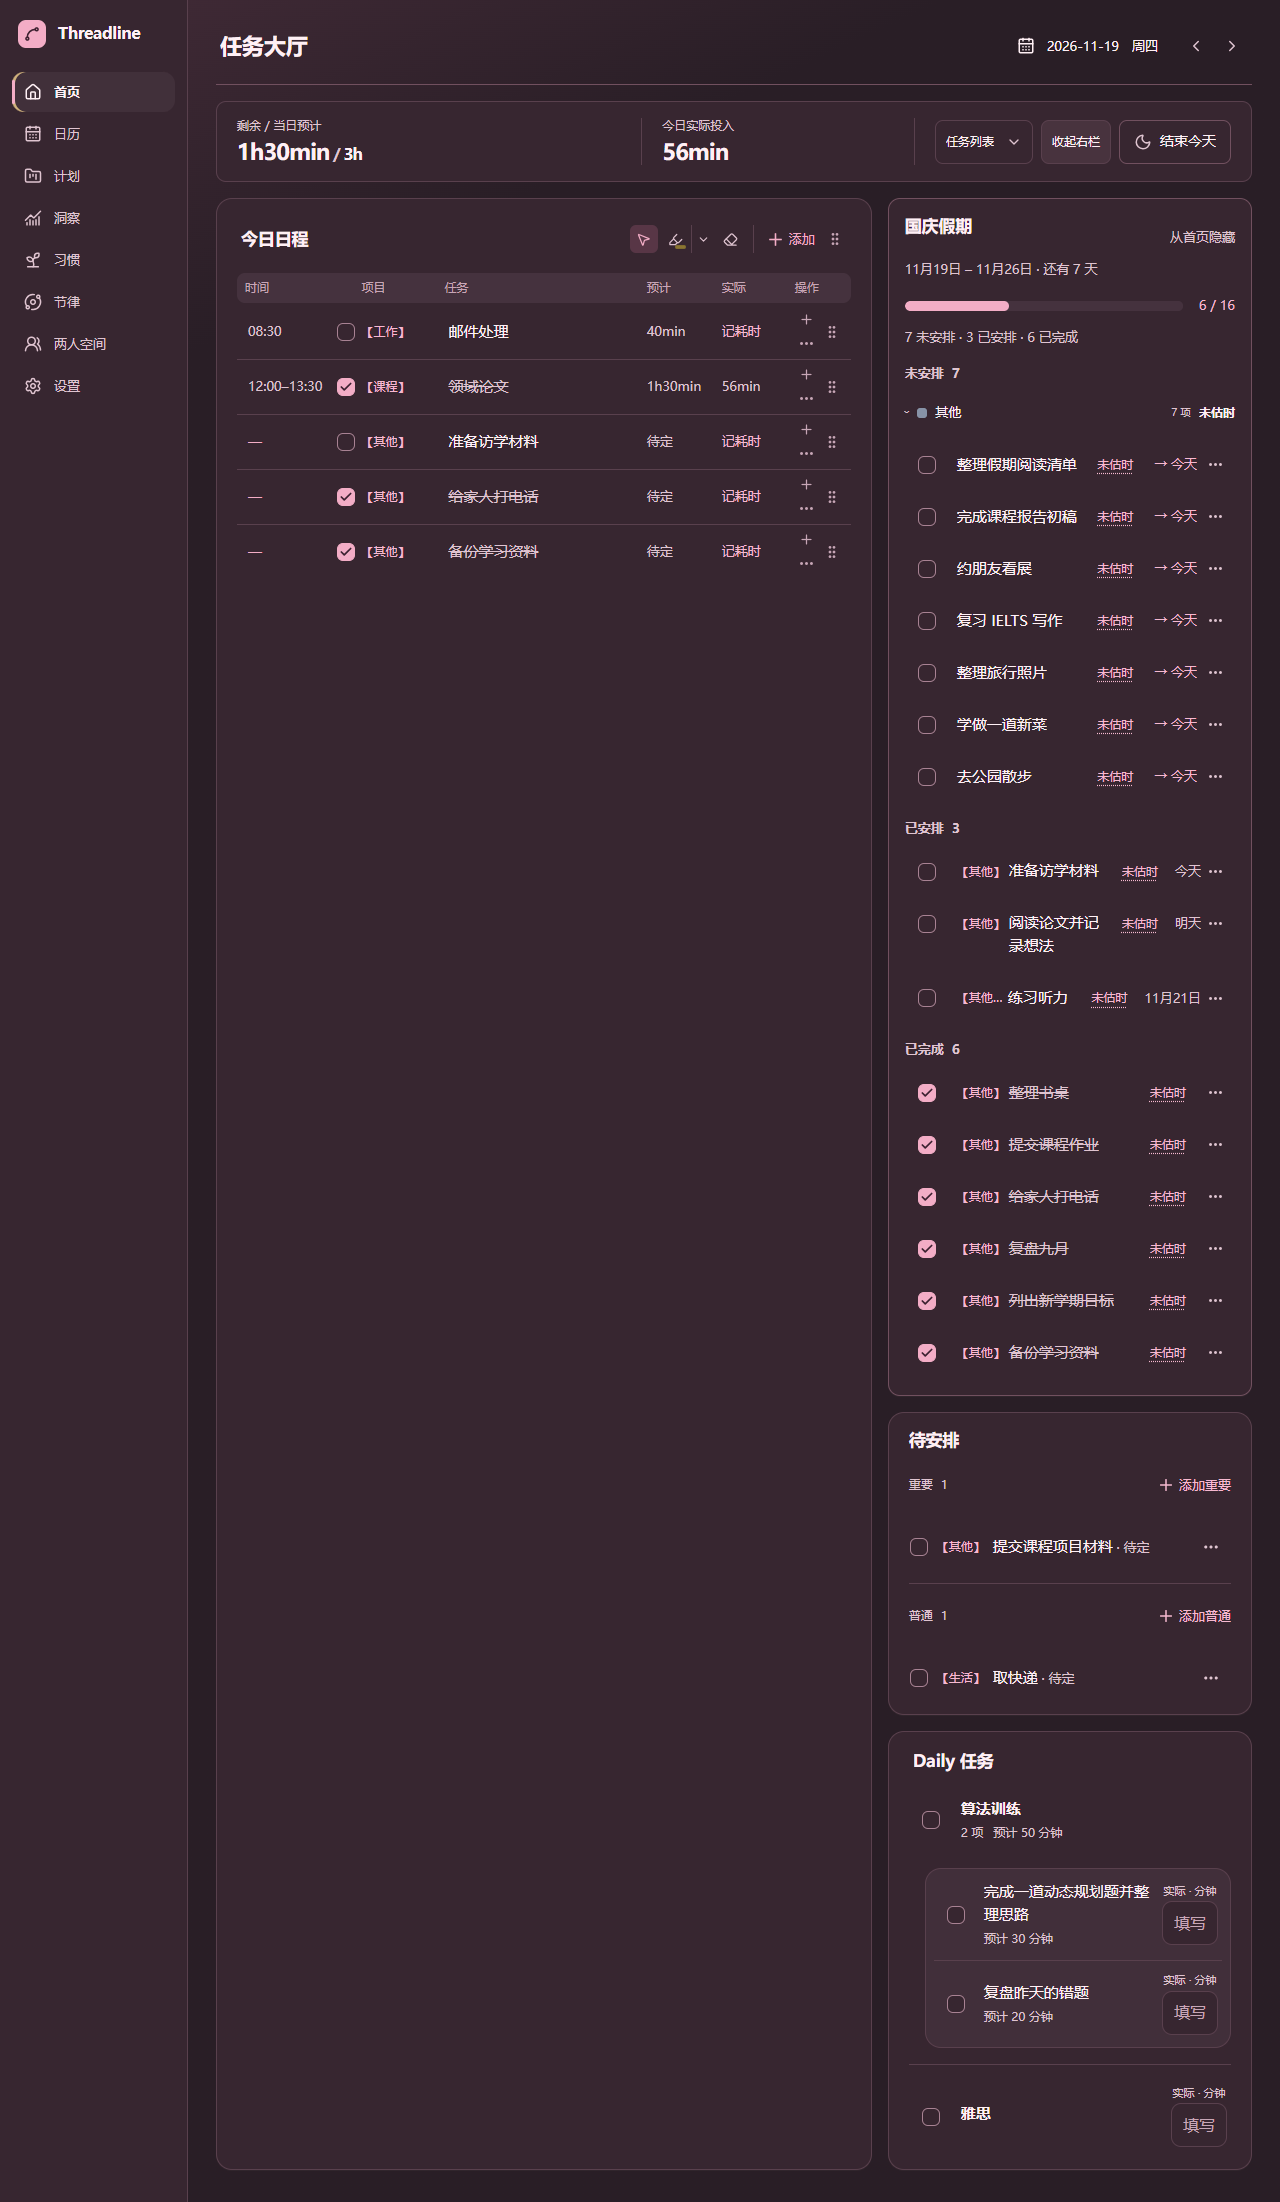 Threadline
首页
日历
计划
洞察
习惯
节律
两人空间
设置
任务大厅
2026-11-19 周四
剩余 / 当日预计
1h30min / 3h
今日实际投入
56min
任务列表
收起右栏
结束今天
今日日程
添加
时间 项目 任务 预计 实际 操作
08:30 【工作】 邮件处理 40min 记耗时
12:00–13:30 【课程】 领域论文 1h30min 56min
— 【其他】 准备访学材料 待定 记耗时
— 【其他】 给家人打电话 待定 记耗时
— 【其他】 备份学习资料 待定 记耗时
国庆假期
从首页隐藏
11月19日 – 11月26日 · 还有 7 天
6 / 16
7 未安排 · 3 已安排 · 6 已完成
未安排 7
其他 7 项 未估时
整理假期阅读清单 未估时 → 今天
完成课程报告初稿 未估时 → 今天
约朋友看展 未估时 → 今天
复习 IELTS 写作 未估时 → 今天
整理旅行照片 未估时 → 今天
学做一道新菜 未估时 → 今天
去公园散步 未估时 → 今天
已安排 3
【其他】 准备访学材料 未估时 今天
【其他】 阅读论文并记 未估时 明天
录想法
【其他... 练习听力 未估时 11月21日
已完成 6
【其他】 整理书桌 未估时
【其他】 提交课程作业 未估时
【其他】 给家人打电话 未估时
【其他】 复盘九月 未估时
【其他】 列出新学期目标 未估时
【其他】 备份学习资料 未估时
待安排
重要 1 添加重要
【其他】 提交课程项目材料 · 待定
普通 1 添加普通
【生活】 取快递 · 待定
Daily 任务
算法训练
2 项 预计 50 分钟
完成一道动态规划题并整
理思路
预计 30 分钟
实际 · 分钟
填写
复盘昨天的错题
预计 20 分钟
实际 · 分钟
填写
雅思
实际 · 分钟
填写